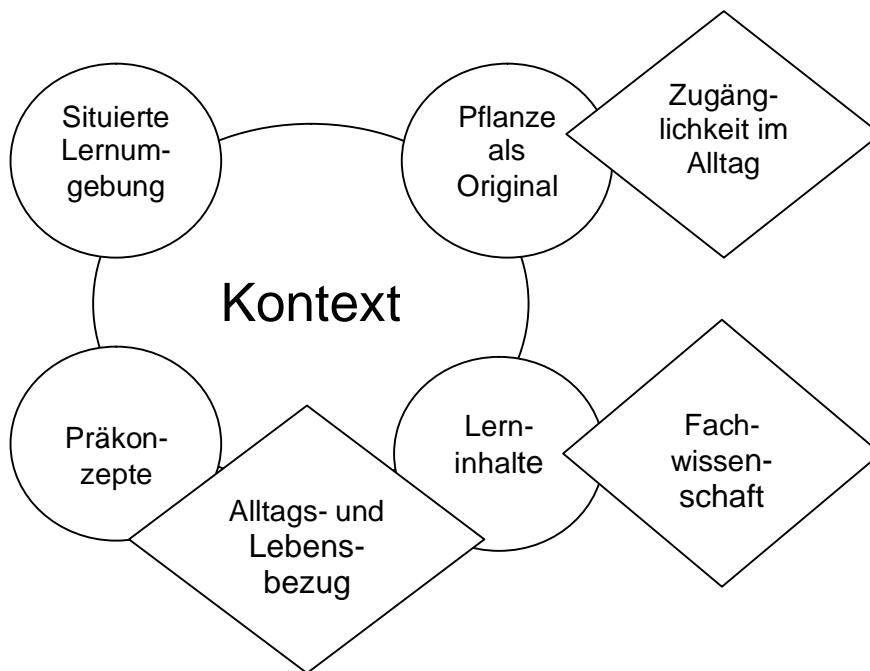 Situierte
Lernum-
gebung
Pflanze
als
Original
Zugäng-
lichkeit im
Alltag
Kontext
Präkon-
zepte
Alltags- und
Lebens-
bezug
Lern-
inhalte
Fach-
wissen-
schaft